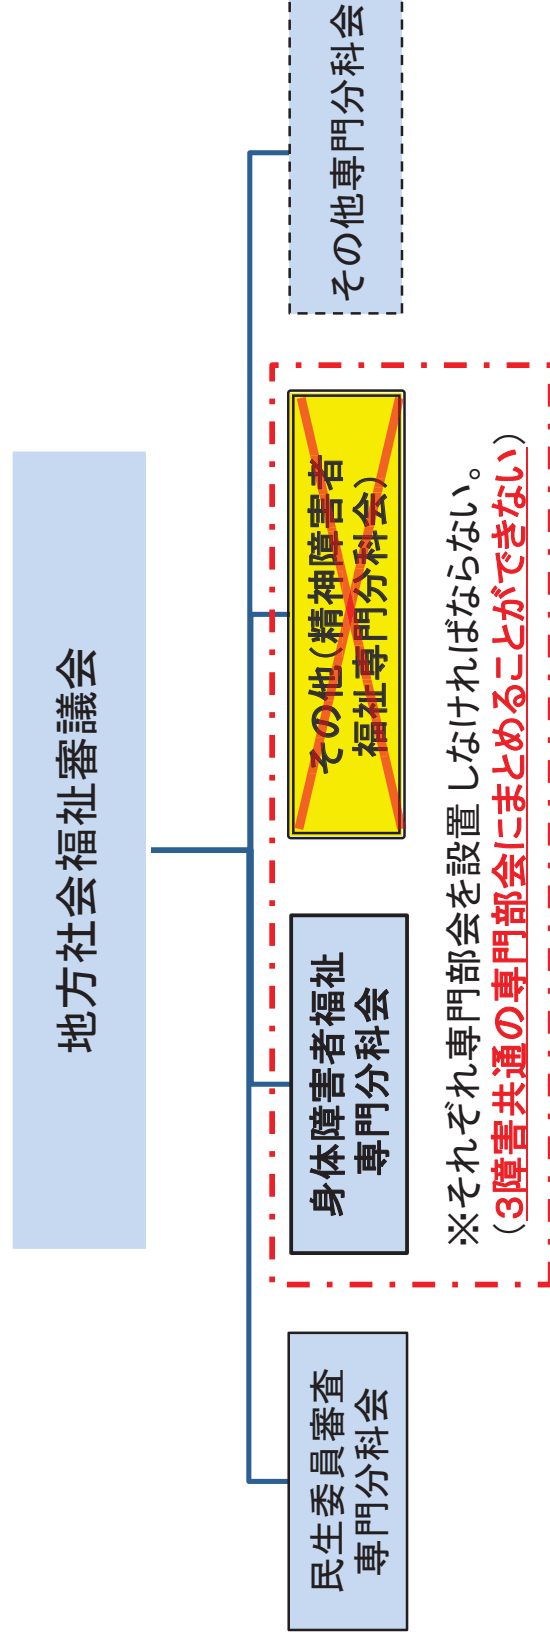 地方社会福祉審議会
民生委員審査
専門分科会
身体障害者福祉
専門分科会
その他(精神障害者
福祉専門分科会)
その他専門分科会
※それぞれ専門部会を設置しなければならない。
(3障害共通の専門部会にまとめることができない)